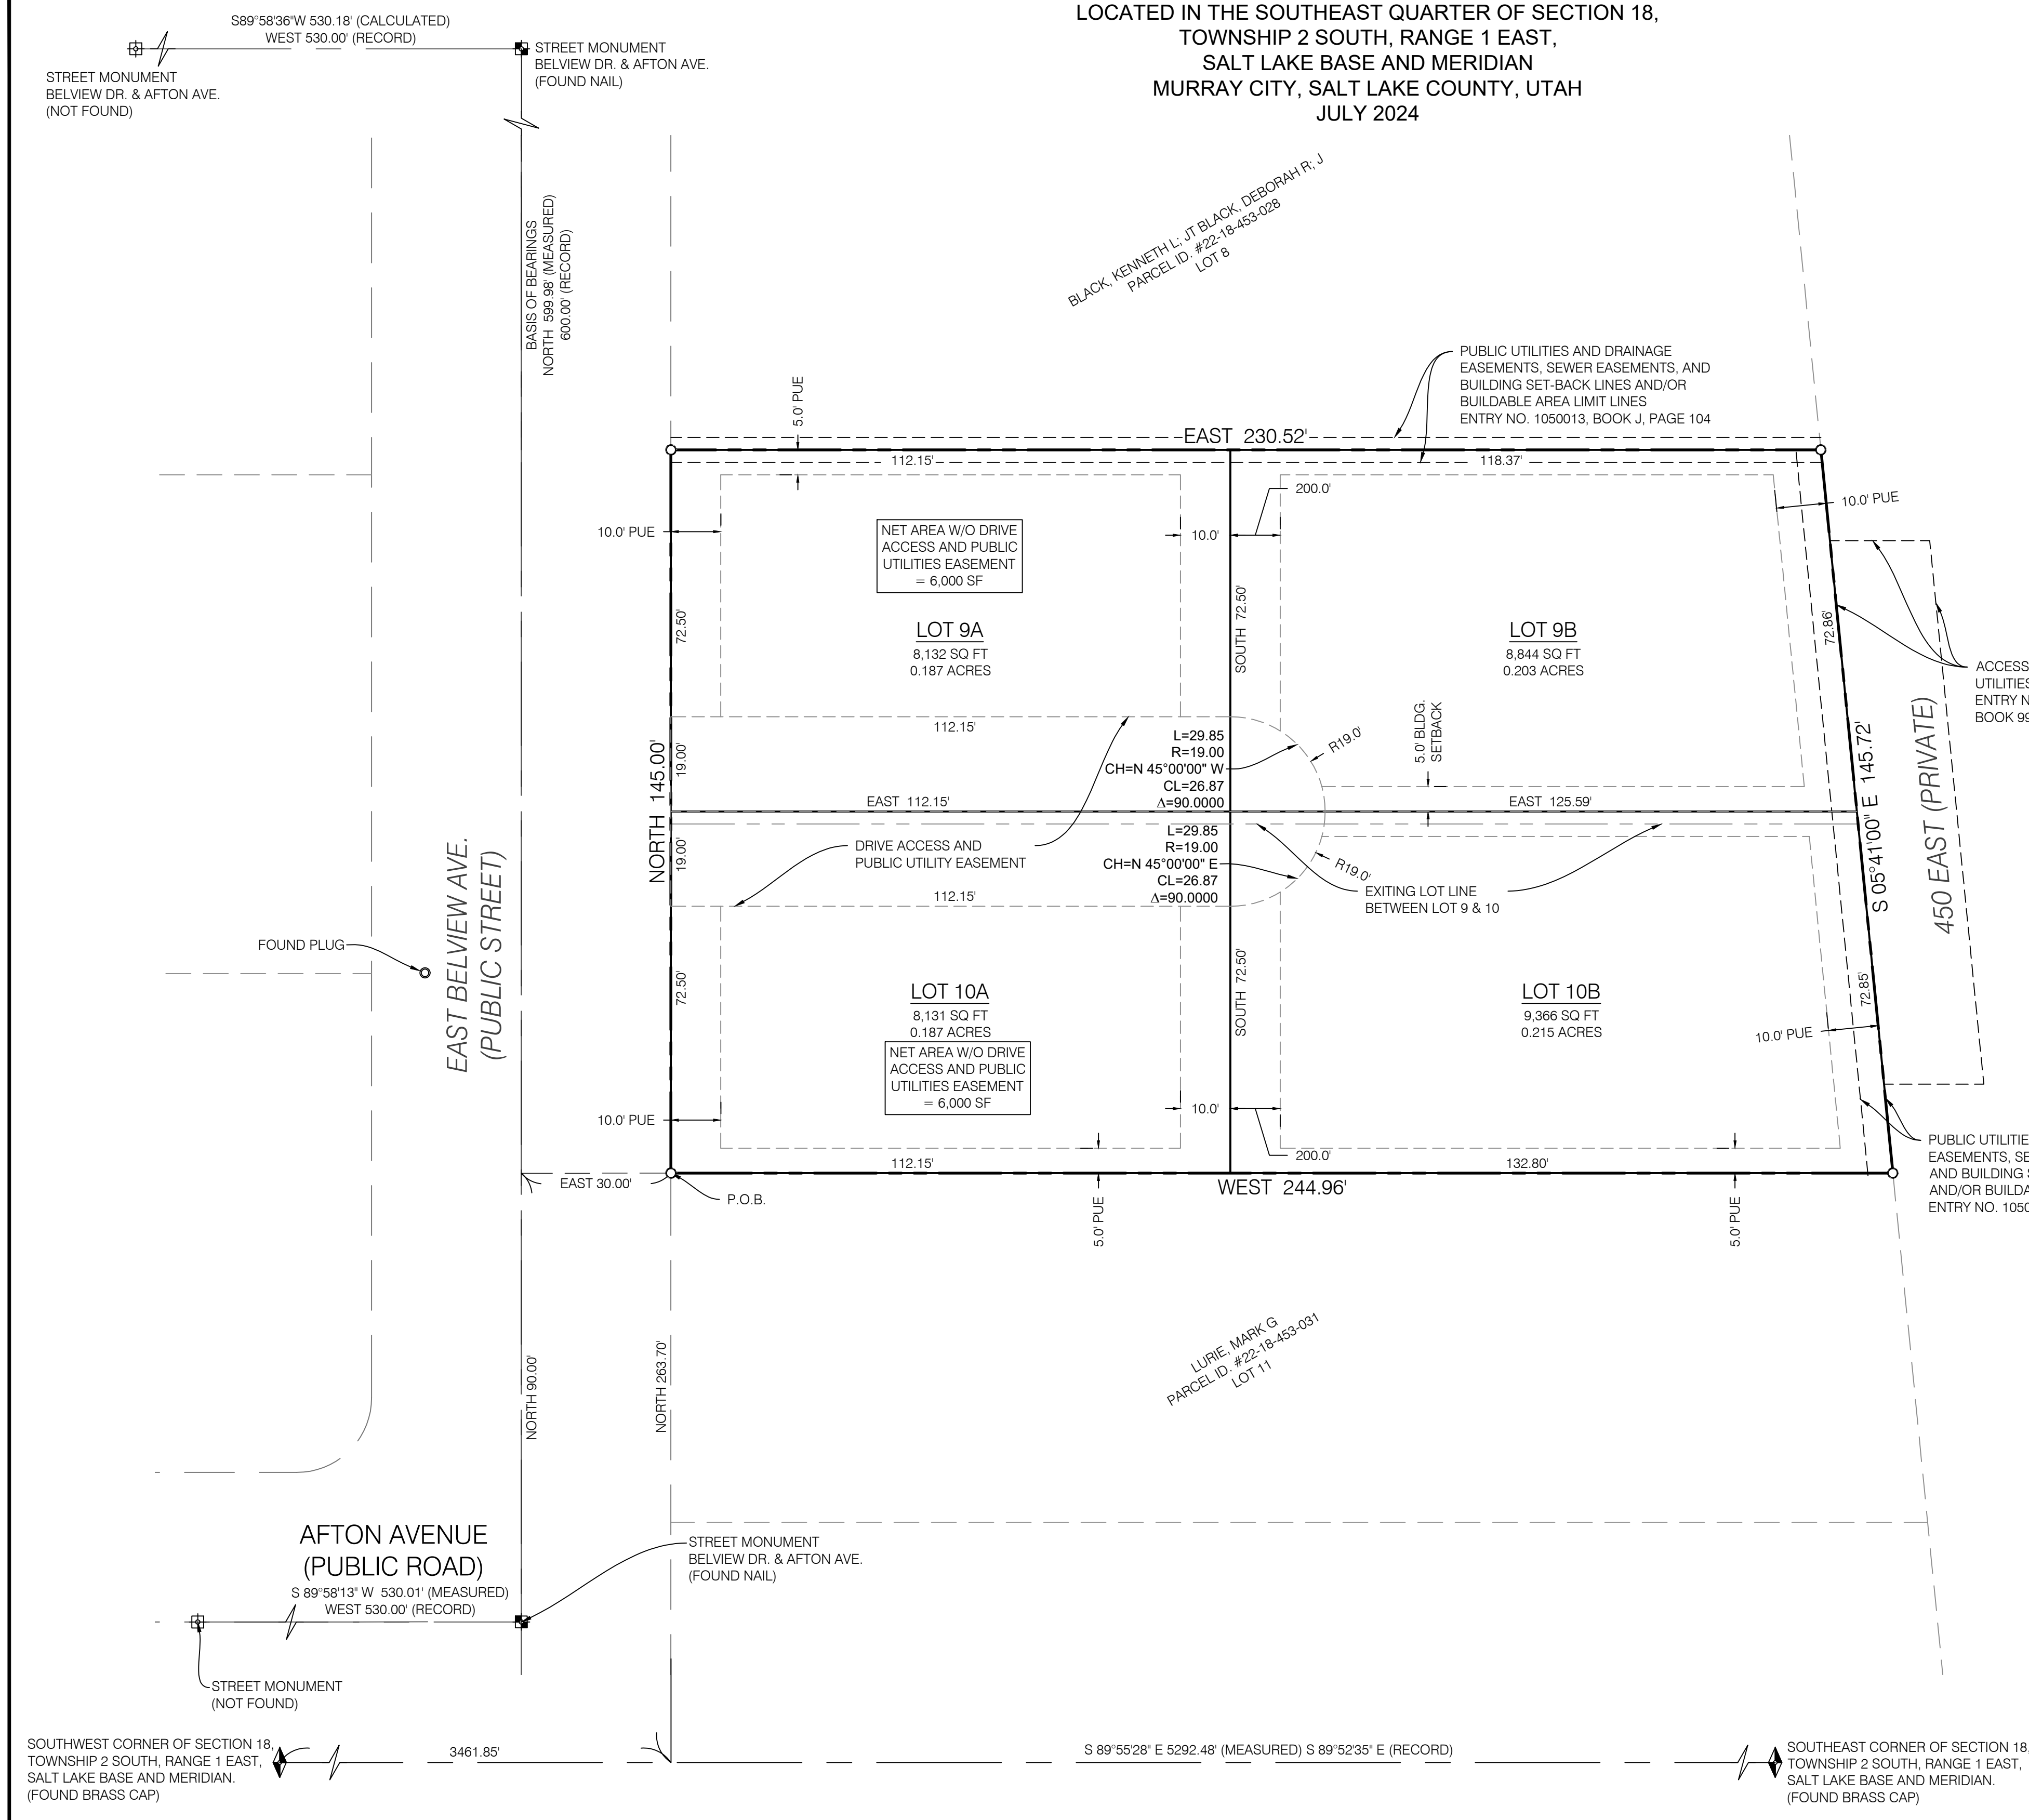 LOCATED IN THE SOUTHEAST QUARTER OF SECTION 18,
TOWNSHIP 2 SOUTH, RANGE 1 EAST,
SALT LAKE BASE AND MERIDIAN
MURRAY CITY, SALT LAKE COUNTY, UTAH
JULY 2024
S89°58'36"W 530.18' (CALCULATED)
WEST 530.00' (RECORD)
STREET MONUMENT
BELVIEW DR. & AFTON AVE.
(NOT FOUND)
STREET MONUMENT
BELVIEW DR. & AFTON AVE.
(FOUND NAIL)
BASIS OF BEARINGS
NORTH 599.98' (MEASURED)
600.00' (RECORD)
BLACK, KENNETH L; JT BLACK, DEBORAH R; J
PARCEL ID. #22-18-453-028
LOT 8
PUBLIC UTILITIES AND DRAINAGE
EASEMENTS, SEWER EASEMENTS, AND
BUILDING SET-BACK LINES AND/OR
BUILDABLE AREA LIMIT LINES
ENTRY NO. 1050013, BOOK J, PAGE 104
5.0' PUE
EAST 230.52'
112.15'
118.37'
200.0'
10.0' PUE
10.0' PUE
10.0'
NET AREA W/O DRIVE
ACCESS AND PUBLIC
UTILITIES EASEMENT
= 6,000 SF
LOT 9A
8,132 SQ FT
0.187 ACRES
LOT 9B
8,844 SQ FT
0.203 ACRES
72.50'
SOUTH 72.50'
72.86'
ACCESS
UTILITIES
ENTRY N
BOOK 99
112.15'
19.00'
NORTH 145.00'
L=29.85
R=19.00
CH=N 45°00'00" W
CL=26.87
Δ=90.0000
R19.0'
5.0' BLDG.
SETBACK
EAST 112.15'
EAST 125.59'
S 05°41'00" E 145.72'
450 EAST (PRIVATE)
19.00'
DRIVE ACCESS AND
PUBLIC UTILITY EASEMENT
L=29.85
R=19.00
CH=N 45°00'00" E
CL=26.87
Δ=90.0000
R19.0'
EXITING LOT LINE
BETWEEN LOT 9 & 10
112.15'
EAST BELVIEW AVE.
(PUBLIC STREET)
FOUND PLUG
72.50'
LOT 10A
8,131 SQ FT
0.187 ACRES
NET AREA W/O DRIVE
ACCESS AND PUBLIC
UTILITIES EASEMENT
= 6,000 SF
SOUTH 72.50'
LOT 10B
9,366 SQ FT
0.215 ACRES
72.85'
10.0' PUE
10.0' PUE
10.0'
200.0'
112.15'
132.80'
WEST 244.96'
PUBLIC UTILITIE
EASEMENTS, SE
AND BUILDING S
AND/OR BUILDA
ENTRY NO. 1050
EAST 30.00'
P.O.B.
5.0' PUE
5.0' PUE
LURIE, MARK G
PARCEL ID. #22-18-453-031
LOT 11
NORTH 90.00'
NORTH 263.70'
AFTON AVENUE
(PUBLIC ROAD)
S 89°58'13" W 530.01' (MEASURED)
WEST 530.00' (RECORD)
STREET MONUMENT
BELVIEW DR. & AFTON AVE.
(FOUND NAIL)
STREET MONUMENT
(NOT FOUND)
SOUTHWEST CORNER OF SECTION 18,
TOWNSHIP 2 SOUTH, RANGE 1 EAST,
SALT LAKE BASE AND MERIDIAN.
(FOUND BRASS CAP)
3461.85'
S 89°55'28" E 5292.48' (MEASURED) S 89°52'35" E (RECORD)
SOUTHEAST CORNER OF SECTION 18,
TOWNSHIP 2 SOUTH, RANGE 1 EAST,
SALT LAKE BASE AND MERIDIAN.
(FOUND BRASS CAP)